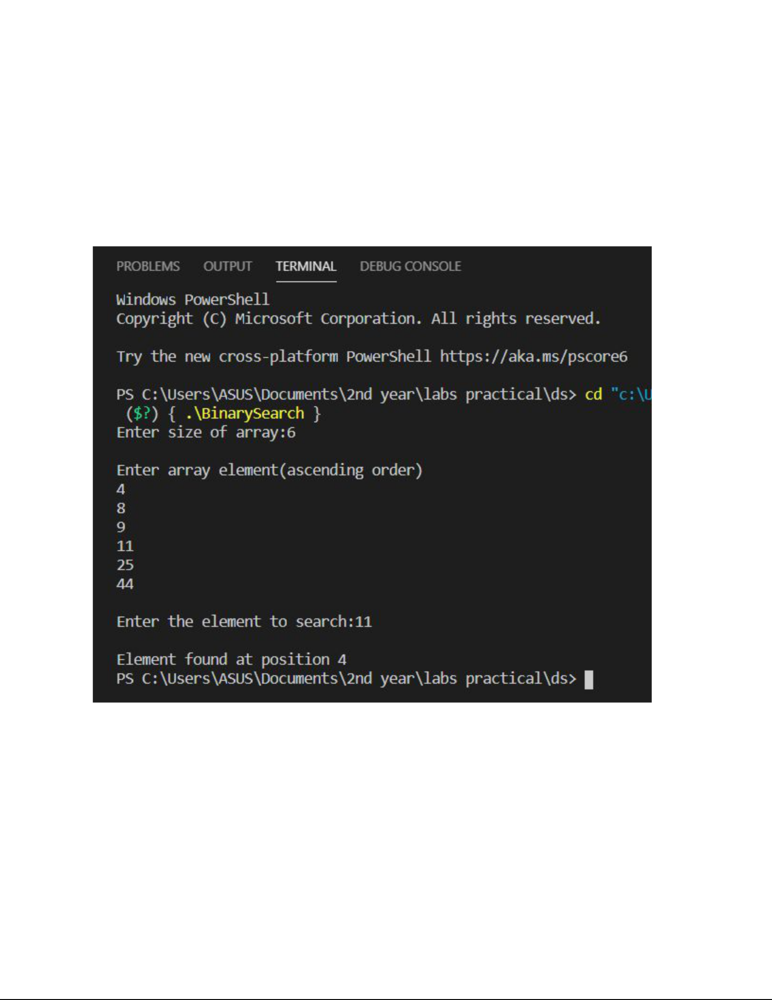 PROBLEMS OUTPUT TERMINAL DEBUG CONSOLE
Windows PowerShell
Copyright (C) Microsoft Corporation. All rights reserved.
Try the new cross-platform PowerShell https://aka.ms/pscore6
PS C:\Users\ASUS\Documents\2nd year\labs practical\ds> cd "c:\U
($?) { .\BinarySearch }
Enter size of array:6
Enter array element(ascending order)
4
8
9
11
25
44
Enter the element to search:11
Element found at position 4
PS C:\Users\ASUS\Documents\2nd year\labs practical\ds>